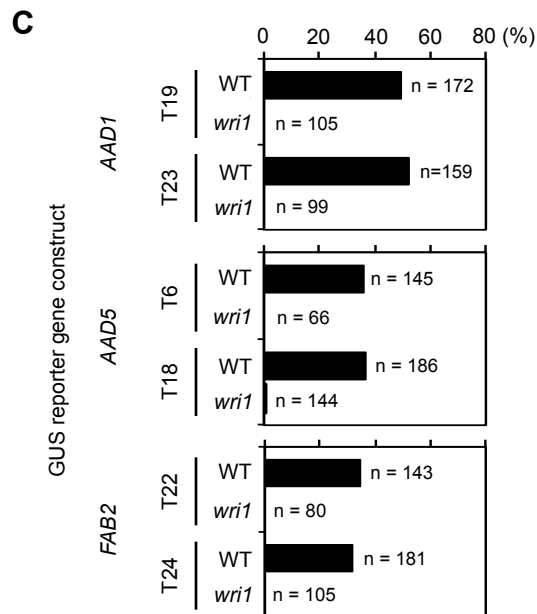 C
0 20 40 60 80 (%)
GUS reporter gene construct
AAD1
T19
WT n = 172
wri1 n = 105
T23
WT n=159
wri1 n = 99
AAD5
T6
WT n = 145
wri1 n = 66
T18
WT n = 186
wri1 n = 144
FAB2
T22
WT n = 143
wri1 n = 80
T24
WT n = 181
wri1 n = 105